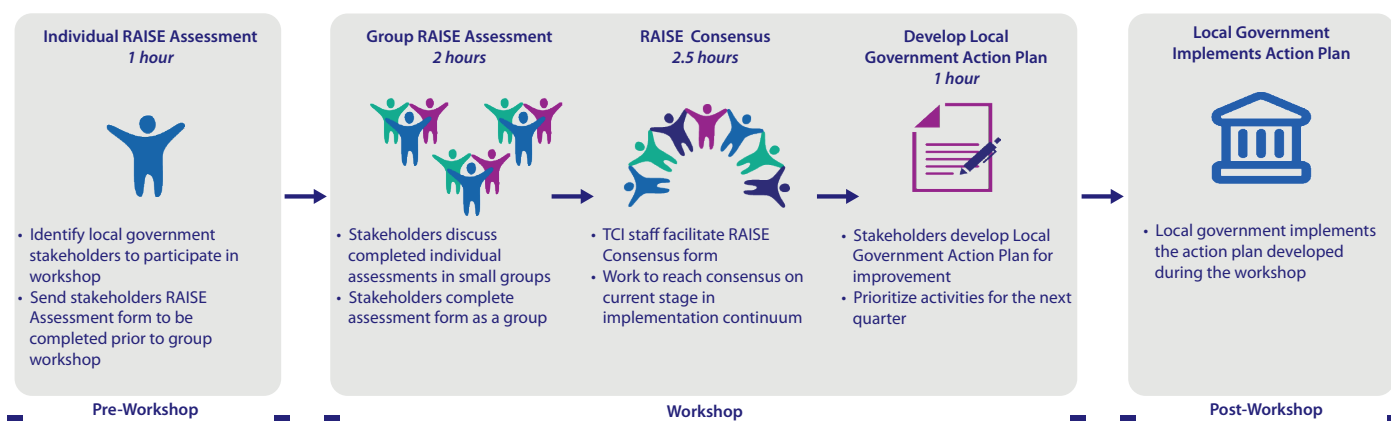 Individual RAISE Assessment
1 hour
• Identify local government
stakeholders to participate in
workshop
• Send stakeholders RAISE
Assessment form to be
completed prior to group
workshop
Pre-Workshop
Group RAISE Assessment
2 hours
• Stakeholders discuss
completed individual
assessments in small groups
• Stakeholders complete
assessment form as a group
RAISE Consensus
2.5 hours
• TCI staff facilitate RAISE
Consensus form
• Work to reach consensus on
current stage in
implementation continuum
Develop Local
Government Action Plan
1 hour
• Stakeholders develop Local
Government Action Plan for
improvement
• Prioritize activities for the next
quarter
Workshop
Local Government
Implements Action Plan
• Local government implements
the action plan developed
during the workshop
Post-Workshop